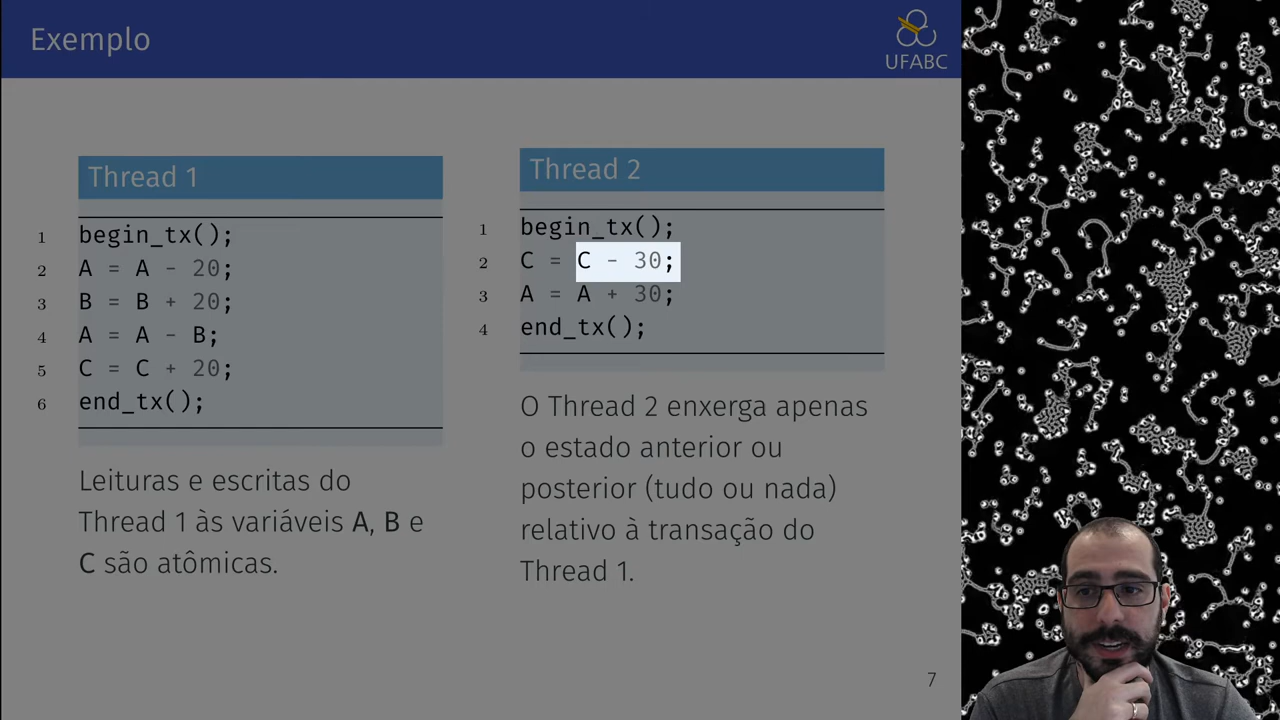 Exemplo
UFABC
Thread 1
1 begin_tx();
2 A = A - 20;
3 B = B + 20;
4 A = A - B;
5 C = C + 20;
6 end_tx();
Leituras e escritas do
Thread 1 às variáveis A, B e
C são atômicas.
Thread 2
1 begin_tx();
2 C = C - 30;
3 A = A + 30;
4 end_tx();
O Thread 2 enxerga apenas
o estado anterior ou
posterior (tudo ou nada)
relativo à transação do
Thread 1.
7